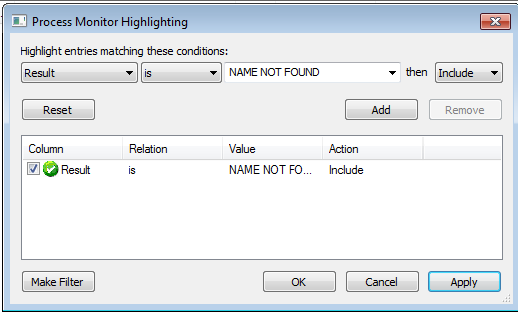 Process Monitor Highlighting
Highlight entries matching these conditions:
Result is NAME NOT FOUND then Include
Reset Add Remove
Column Relation Value Action
Result is NAME NOT FO... Include
Make Filter OK Cancel Apply